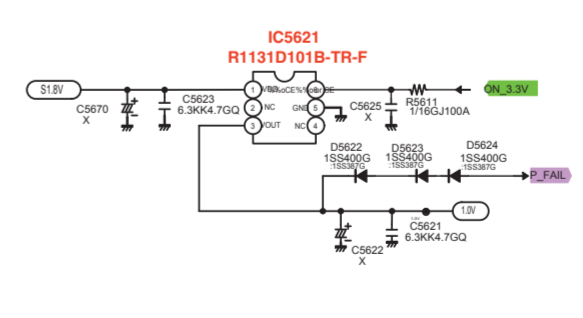 IC5621
R1131D101B-TR-F
S1.8V
C5670
X
C5623
6.3KK4.7GQ
1
2
NC
3
VOUT
GND
5
NC
4
C5625
X
R5611
1/16GJ100A
ON_3.3V
D5622
1SS400G
:1SS387G
D5623
1SS400G
:1SS387G
D5624
1SS400G
:1SS387G
P_FAIL
1.0V
C5622
X
C5621
6.3KK4.7GQ